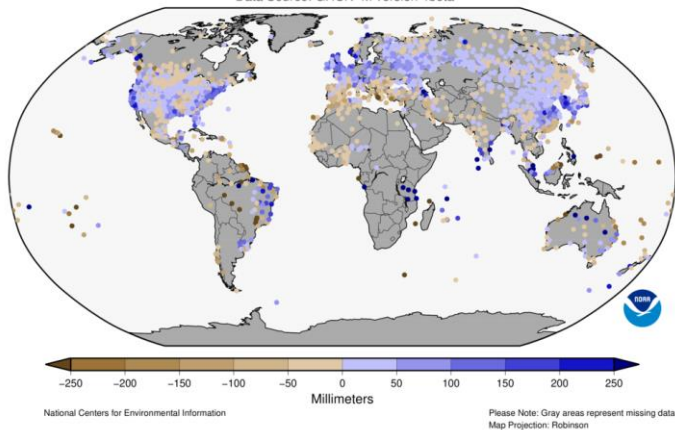 NOAA
−250 −200 −150 −100 −50 0 50 100 150 200 250
Millimeters
National Centers for Environmental Information
Please Note: Gray areas represent missing data
Map Projection: Robinson